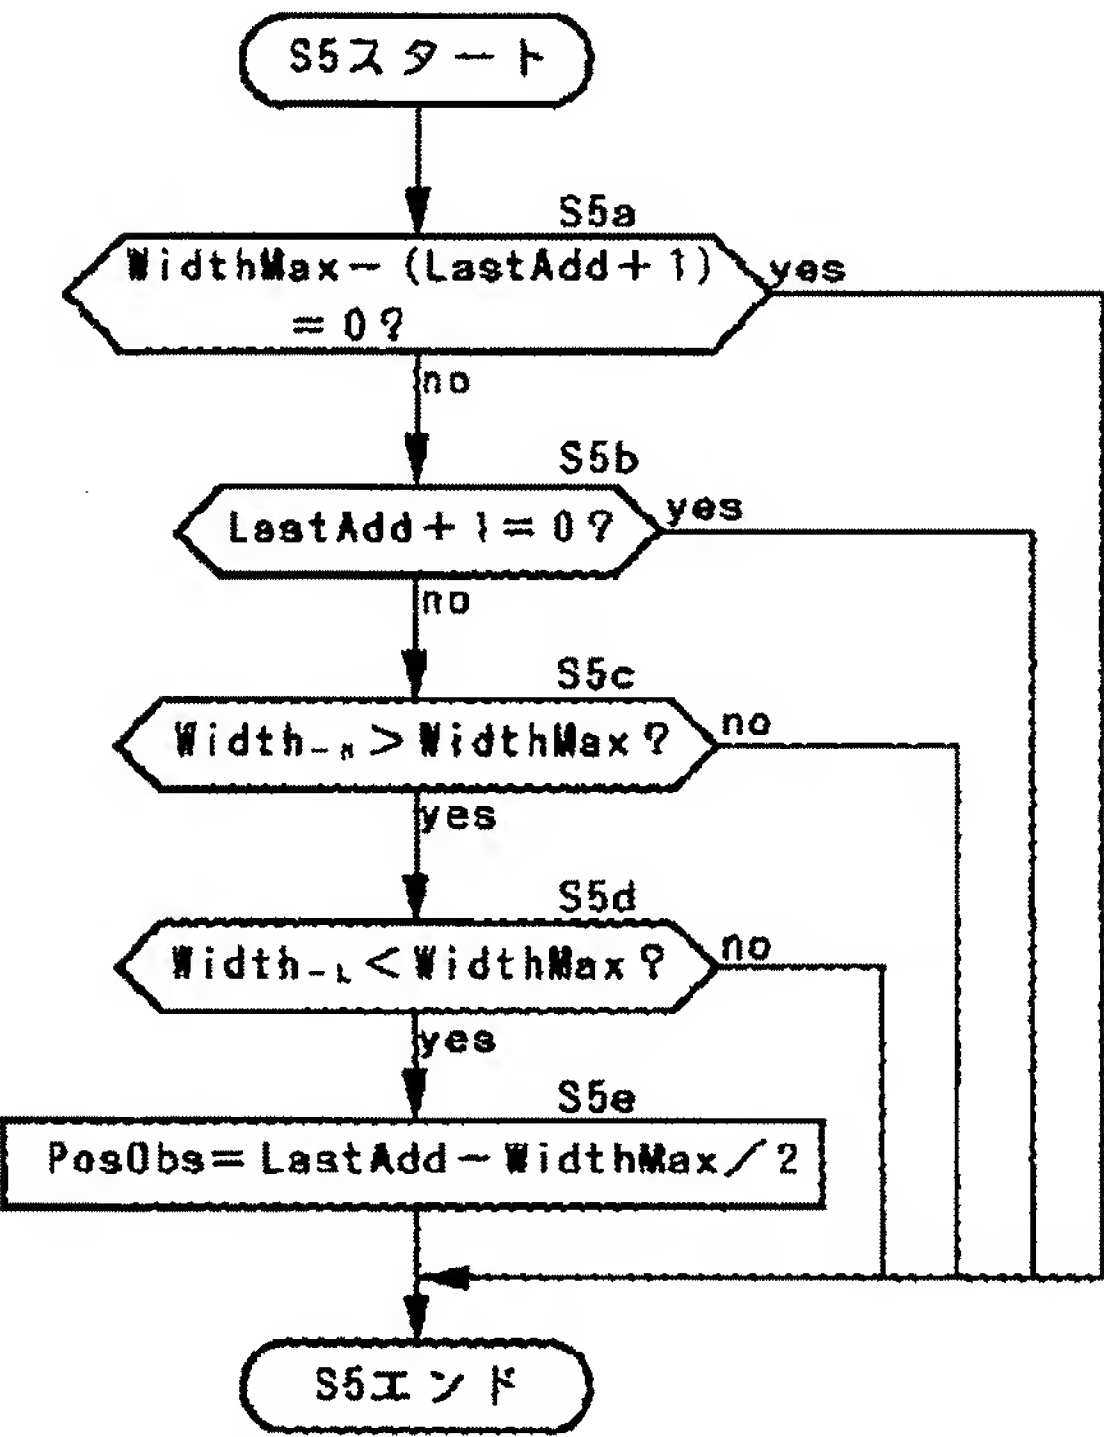 S5スタート
S5a
WidthMax－(LastAdd＋1)
＝0?
yes
no
S5b
LastAdd＋1＝0?
yes
no
S5c
Width₋ₙ＞WidthMax?
no
yes
S5d
Width₋L＜WidthMax?
no
yes
S5e
PosObs＝LastAdd－WidthMax／2
S5エンド